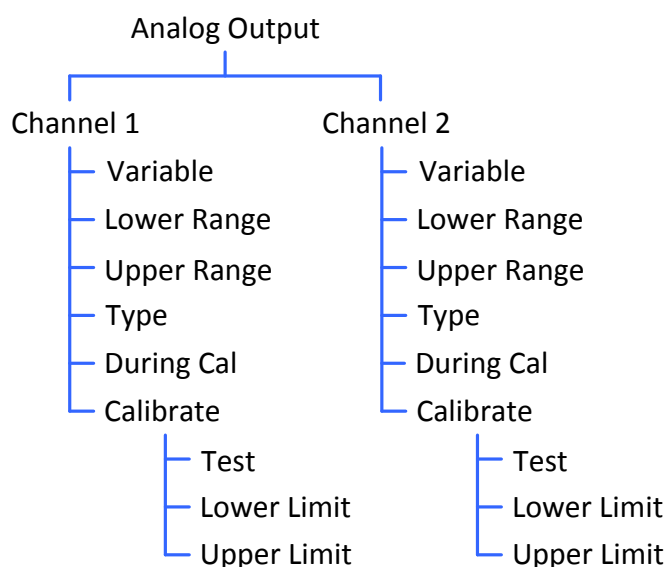 Analog Output
Channel 1
Variable
Lower Range
Upper Range
Type
During Cal
Calibrate
Test
Lower Limit
Upper Limit
Channel 2
Variable
Lower Range
Upper Range
Type
During Cal
Calibrate
Test
Lower Limit
Upper Limit